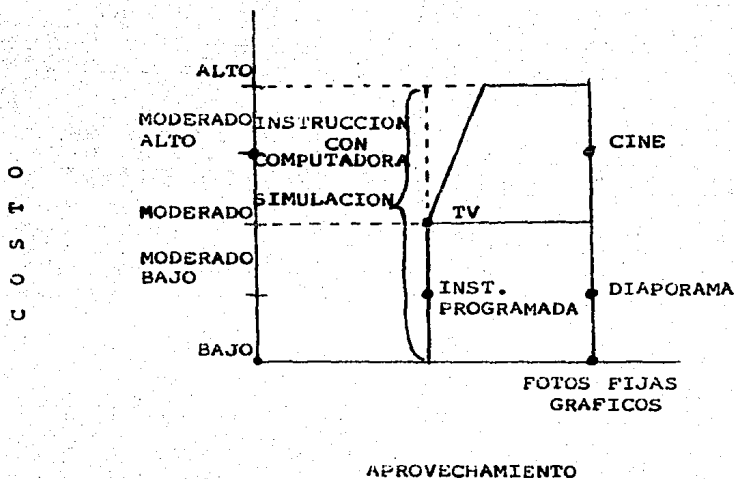 ALTO
MODERADO
ALTO
INSTRUCCION
CON
COMPUTADORA
CINE
SIMULACION
MODERADO
TV
COSTO
MODERADO
BAJO
INST.
PROGRAMADA
DIAPORAMA
BAJO
FOTOS FIJAS
GRAFICOS
APROVECHAMIENTO